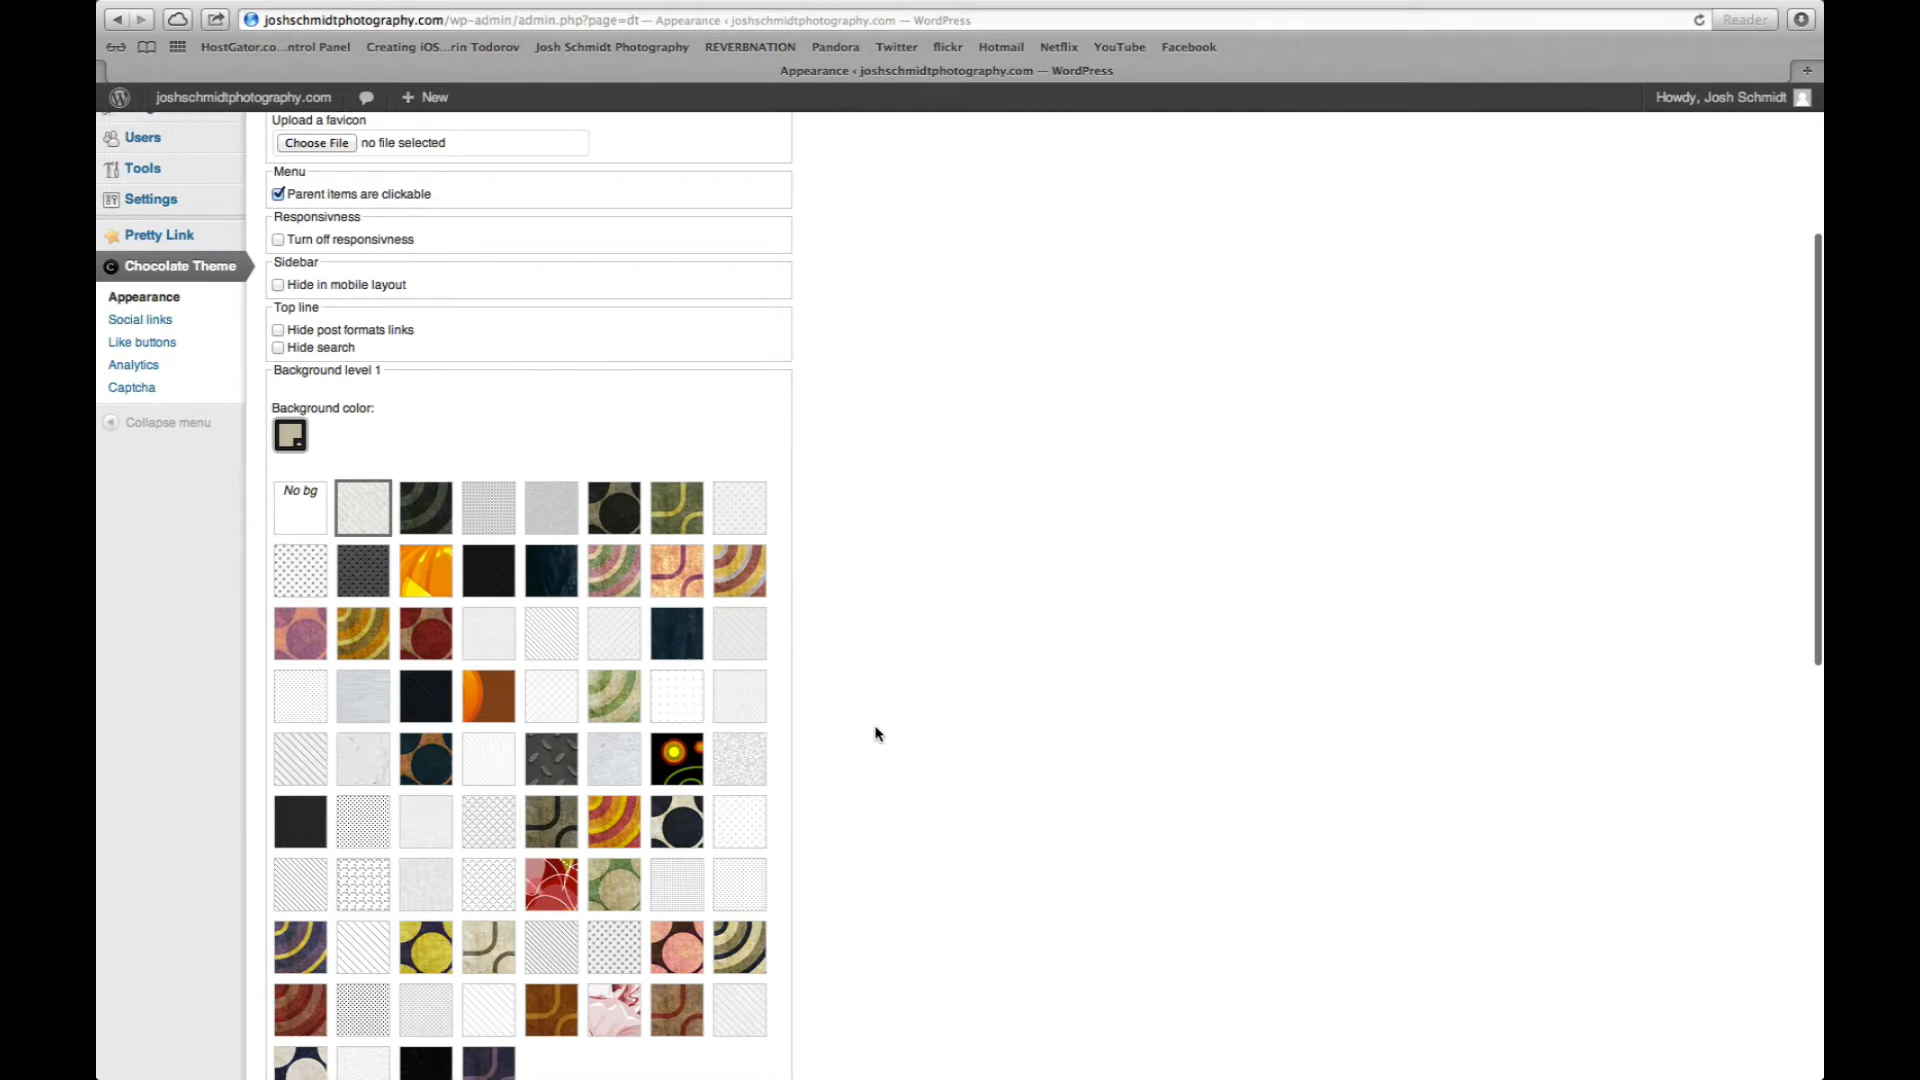 joshschmidtphotography.com/wp-admin/admin.php?page=dt — Appearance ‹ joshschmidtphotography.com — WordPress
Reader
HostGator.co...ntrol Panel Creating iOS...rin Todorov Josh Schmidt Photography REVERBNATION Pandora Twitter flickr Hotmail Netflix YouTube Facebook
Appearance ‹ joshschmidtphotography.com — WordPress
joshschmidtphotography.com + New Howdy, Josh Schmidt
Users
Tools
Settings
Pretty Link
Chocolate Theme
Appearance
Social links
Like buttons
Analytics
Captcha
Collapse menu
Upload a favicon
Choose File no file selected
Menu
Parent items are clickable
Responsivness
Turn off responsivness
Sidebar
Hide in mobile layout
Top line
Hide post formats links
Hide search
Background level 1
Background color:
No bg